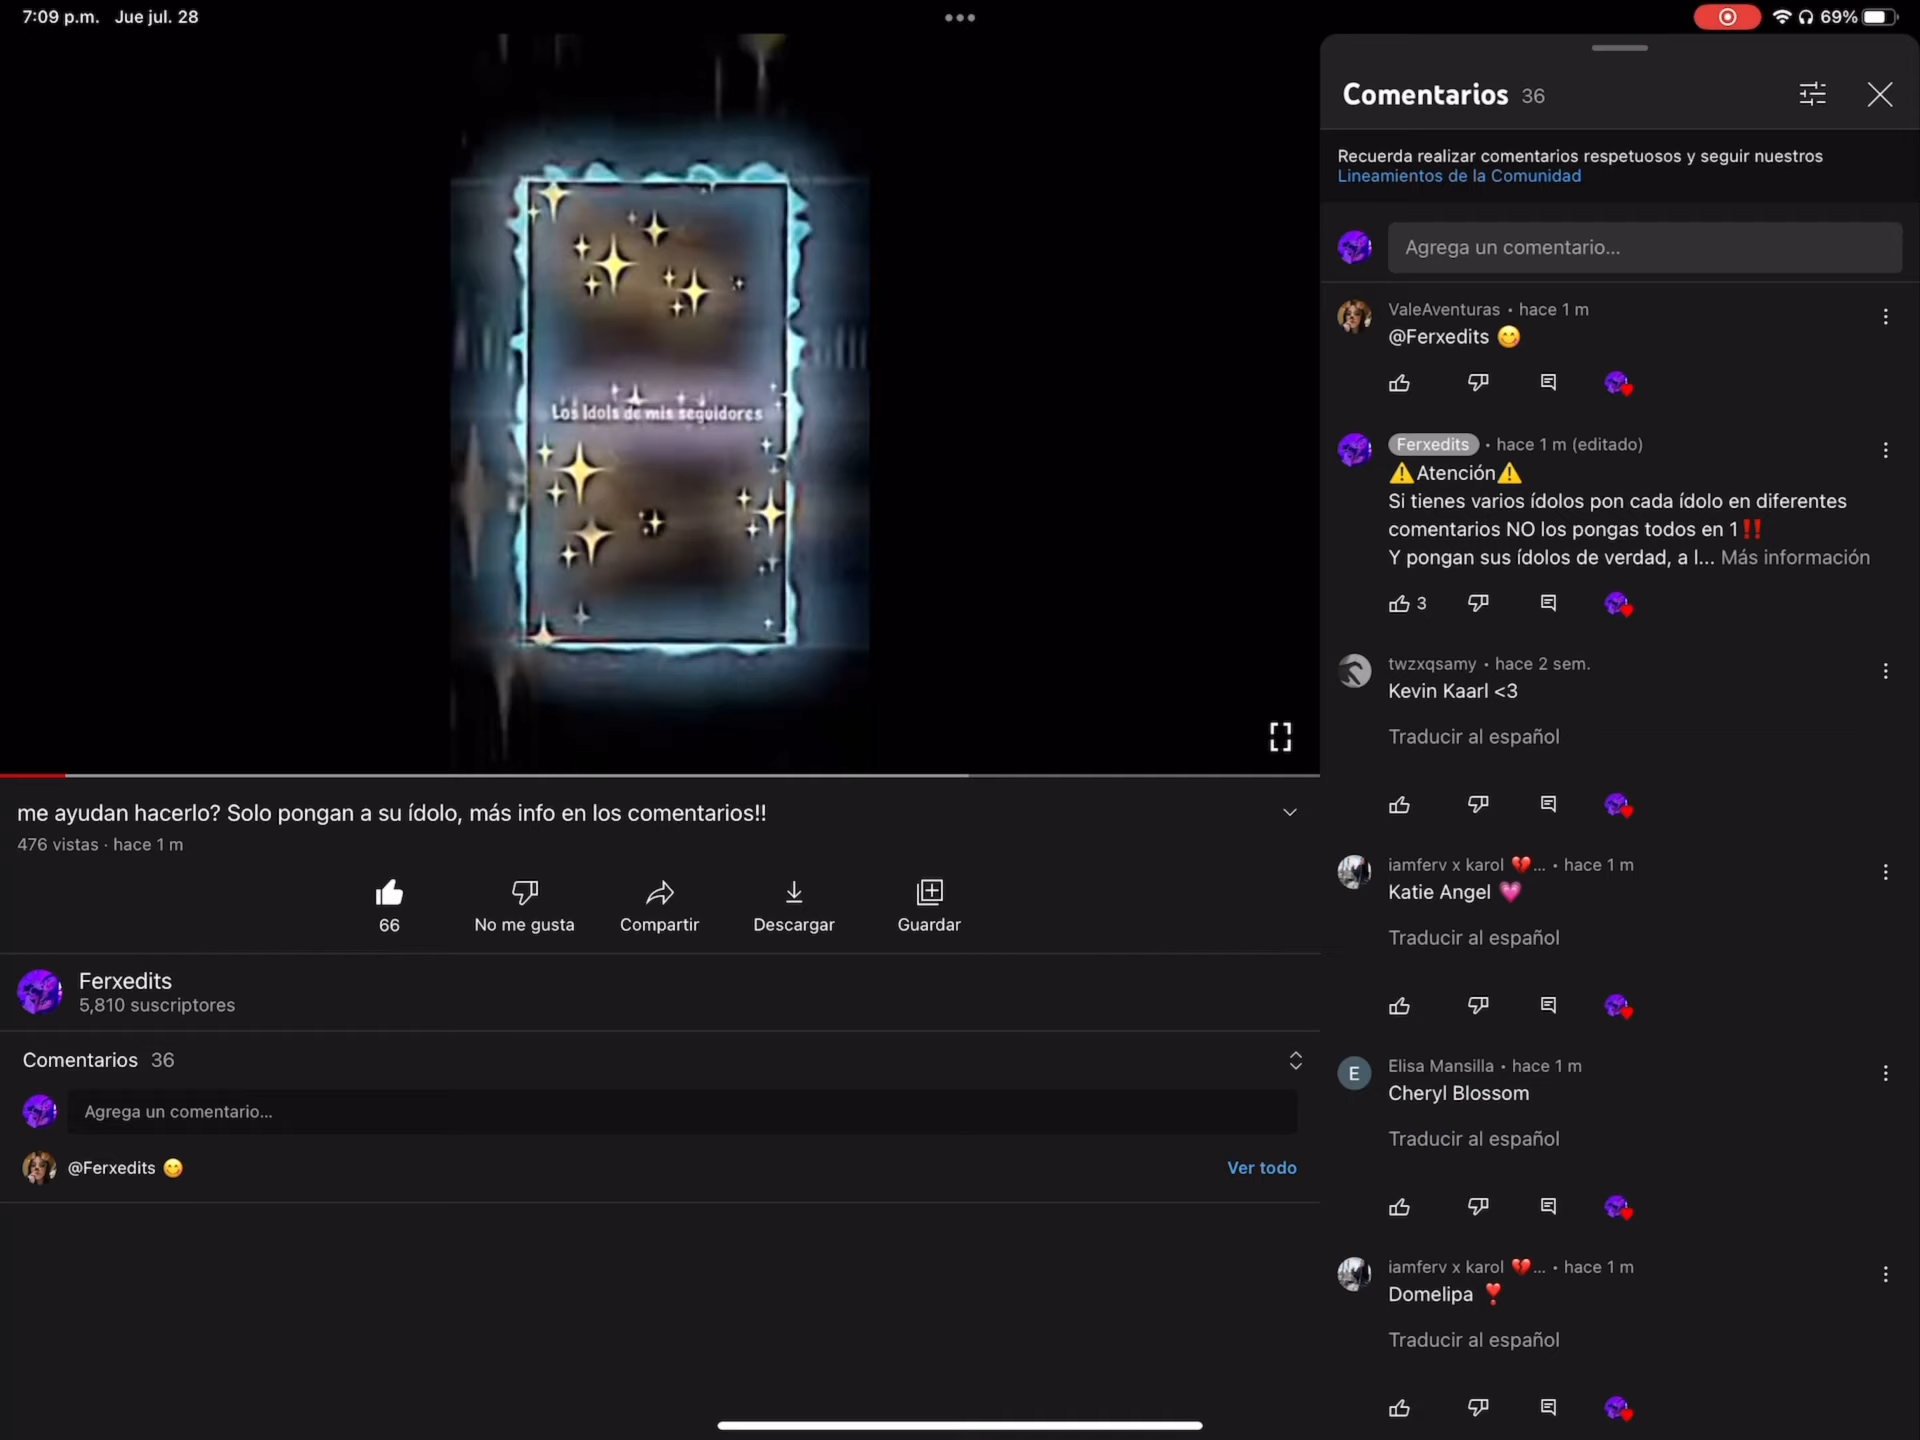 7:09 p.m. Jue jul. 28
69%
Los Idols de mis seguidores
me ayudan hacerlo? Solo pongan a su ídolo, más info en los comentarios!!
476 vistas · hace 1 m
66
No me gusta
Compartir
Descargar
Guardar
Ferxedits
5,810 suscriptores
Comentarios 36
Agrega un comentario...
@Ferxedits 😋
Ver todo
Comentarios 36
Recuerda realizar comentarios respetuosos y seguir nuestros
Lineamientos de la Comunidad
Agrega un comentario...
ValeAventuras • hace 1 m
@Ferxedits 😋
Ferxedits • hace 1 m (editado)
⚠️Atención⚠️
Si tienes varios ídolos pon cada ídolo en diferentes
comentarios NO los pongas todos en 1‼️
Y pongan sus ídolos de verdad, a l... Más información
3
twzxqsamy • hace 2 sem.
Kevin Kaarl <3
Traducir al español
iamferv x karol 💔... • hace 1 m
Katie Angel 💗
Traducir al español
E
Elisa Mansilla • hace 1 m
Cheryl Blossom
Traducir al español
iamferv x karol 💔... • hace 1 m
Domelipa ❣️
Traducir al español